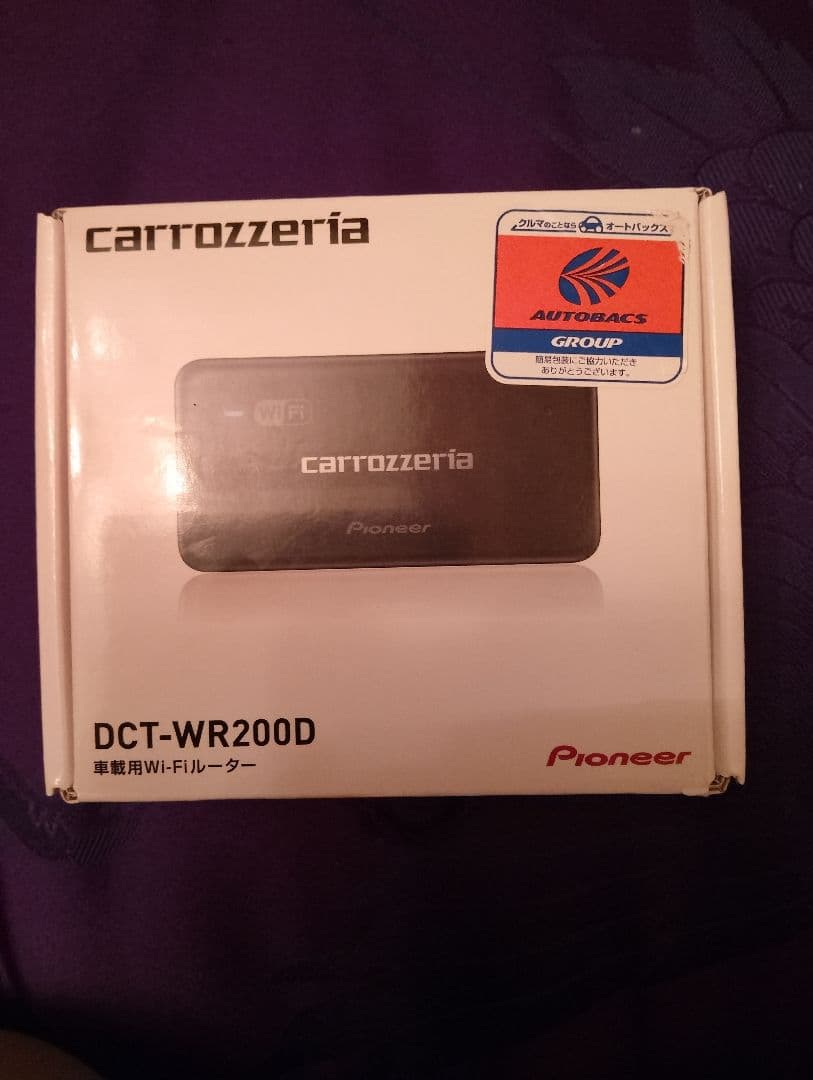 carrozzeria
クルマのことなら オートバックス
AUTOBACS
GROUP
簡易包装にご協力いただき
ありがとうございます。
Wi Fi
carrozzeria
Pioneer
DCT-WR200D
車載用Wi-Fiルーター
Pioneer